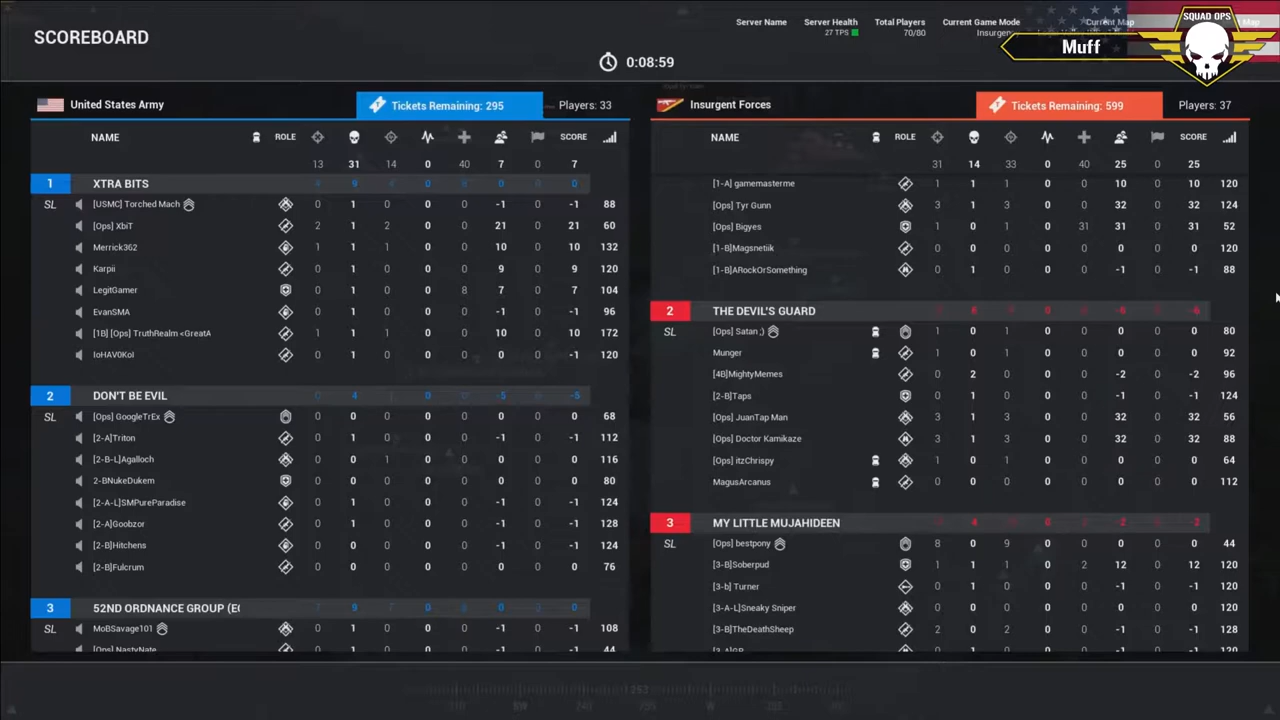 SCOREBOARD
Server Name Server Health Total Players Current Game Mode Current Map
27 TPS 70/80
SQUAD OPS
Muff
0:08:59
United States Army Tickets Remaining: 295 Players: 33
NAME ROLE SCORE
13 31 14 0 40 7 0 7
1 XTRA BITS 9 0 0 0 0
SL [USMC] Torched Mach 0 1 0 0 0 -1 0 -1 88
[Ops] XbiT 2 1 2 0 0 21 0 21 60
Merrick362 1 1 1 0 0 10 0 10 132
Karpii 0 1 0 0 0 9 0 9 120
LegitGamer 0 1 0 0 8 7 0 7 104
EvanSMA 0 1 0 0 0 -1 0 -1 96
[1B] [Ops] TruthRealm <GreatA 1 1 1 0 0 10 0 10 172
IoHAV0KoI 0 1 0 0 0 0 0 -1 120
2 DON'T BE EVIL 4 0 -5 -5
SL [Ops] GoogleTrEx 0 0 0 0 0 0 0 0 68
[2-A]Triton 0 1 0 0 0 -1 0 -1 112
[2-B-L]Agalloch 0 0 1 0 0 -1 0 -1 116
2-BNukeDukem 0 0 0 0 0 0 0 0 80
[2-A-L]SMPureParadise 0 1 0 0 0 -1 0 -1 124
[2-A]Goobzor 0 1 0 0 0 -1 0 -1 128
[2-B]Hitchens 0 1 0 0 0 -1 0 -1 124
[2-B]Fulcrum 0 0 0 0 0 0 0 0 76
3 52ND ORDNANCE GROUP (EC 9 0 0 0
SL MoBSavage101 0 1 0 0 0 -1 0 -1 108
[Ops] NastyNate 44
Insurgent Forces Tickets Remaining: 599 Players: 37
NAME ROLE SCORE
31 14 33 0 40 25 0 25
[1-A] gamemasterme 1 1 1 0 0 10 0 10 120
[Ops] Tyr Gunn 3 1 3 0 0 32 0 32 124
[Ops] Bigyes 1 0 1 0 31 31 0 31 52
[1-B]Magsnetiik 0 0 0 0 0 0 0 0 120
[1-B]ARockOrSomething 0 1 0 0 0 -1 0 -1 88
2 THE DEVIL'S GUARD
SL [Ops] Satan ;) 1 0 1 0 0 0 0 0 80
Munger 1 0 1 0 0 0 0 0 92
[4B]MightyMemes 0 2 0 0 0 -2 0 -2 96
[2-B]Taps 0 1 0 0 0 -1 0 -1 124
[Ops] JuanTap Man 3 1 3 0 0 32 0 32 56
[Ops] Doctor Kamikaze 3 1 3 0 0 32 0 32 88
[Ops] itzChrispy 1 0 1 0 0 0 0 0 64
MagusArcanus 0 0 0 0 0 0 0 0 112
3 MY LITTLE MUJAHIDEEN 4
SL [Ops] bestpony 8 0 9 0 0 0 0 0 44
[3-B]Soberpud 1 1 1 0 2 12 0 12 120
[3-b] Turner 0 1 0 0 0 -1 0 -1 120
[3-A-L]Sneaky Sniper 0 0 0 0 0 0 0 0 120
[3-B]TheDeathSheep 2 0 2 0 0 -1 0 -1 128